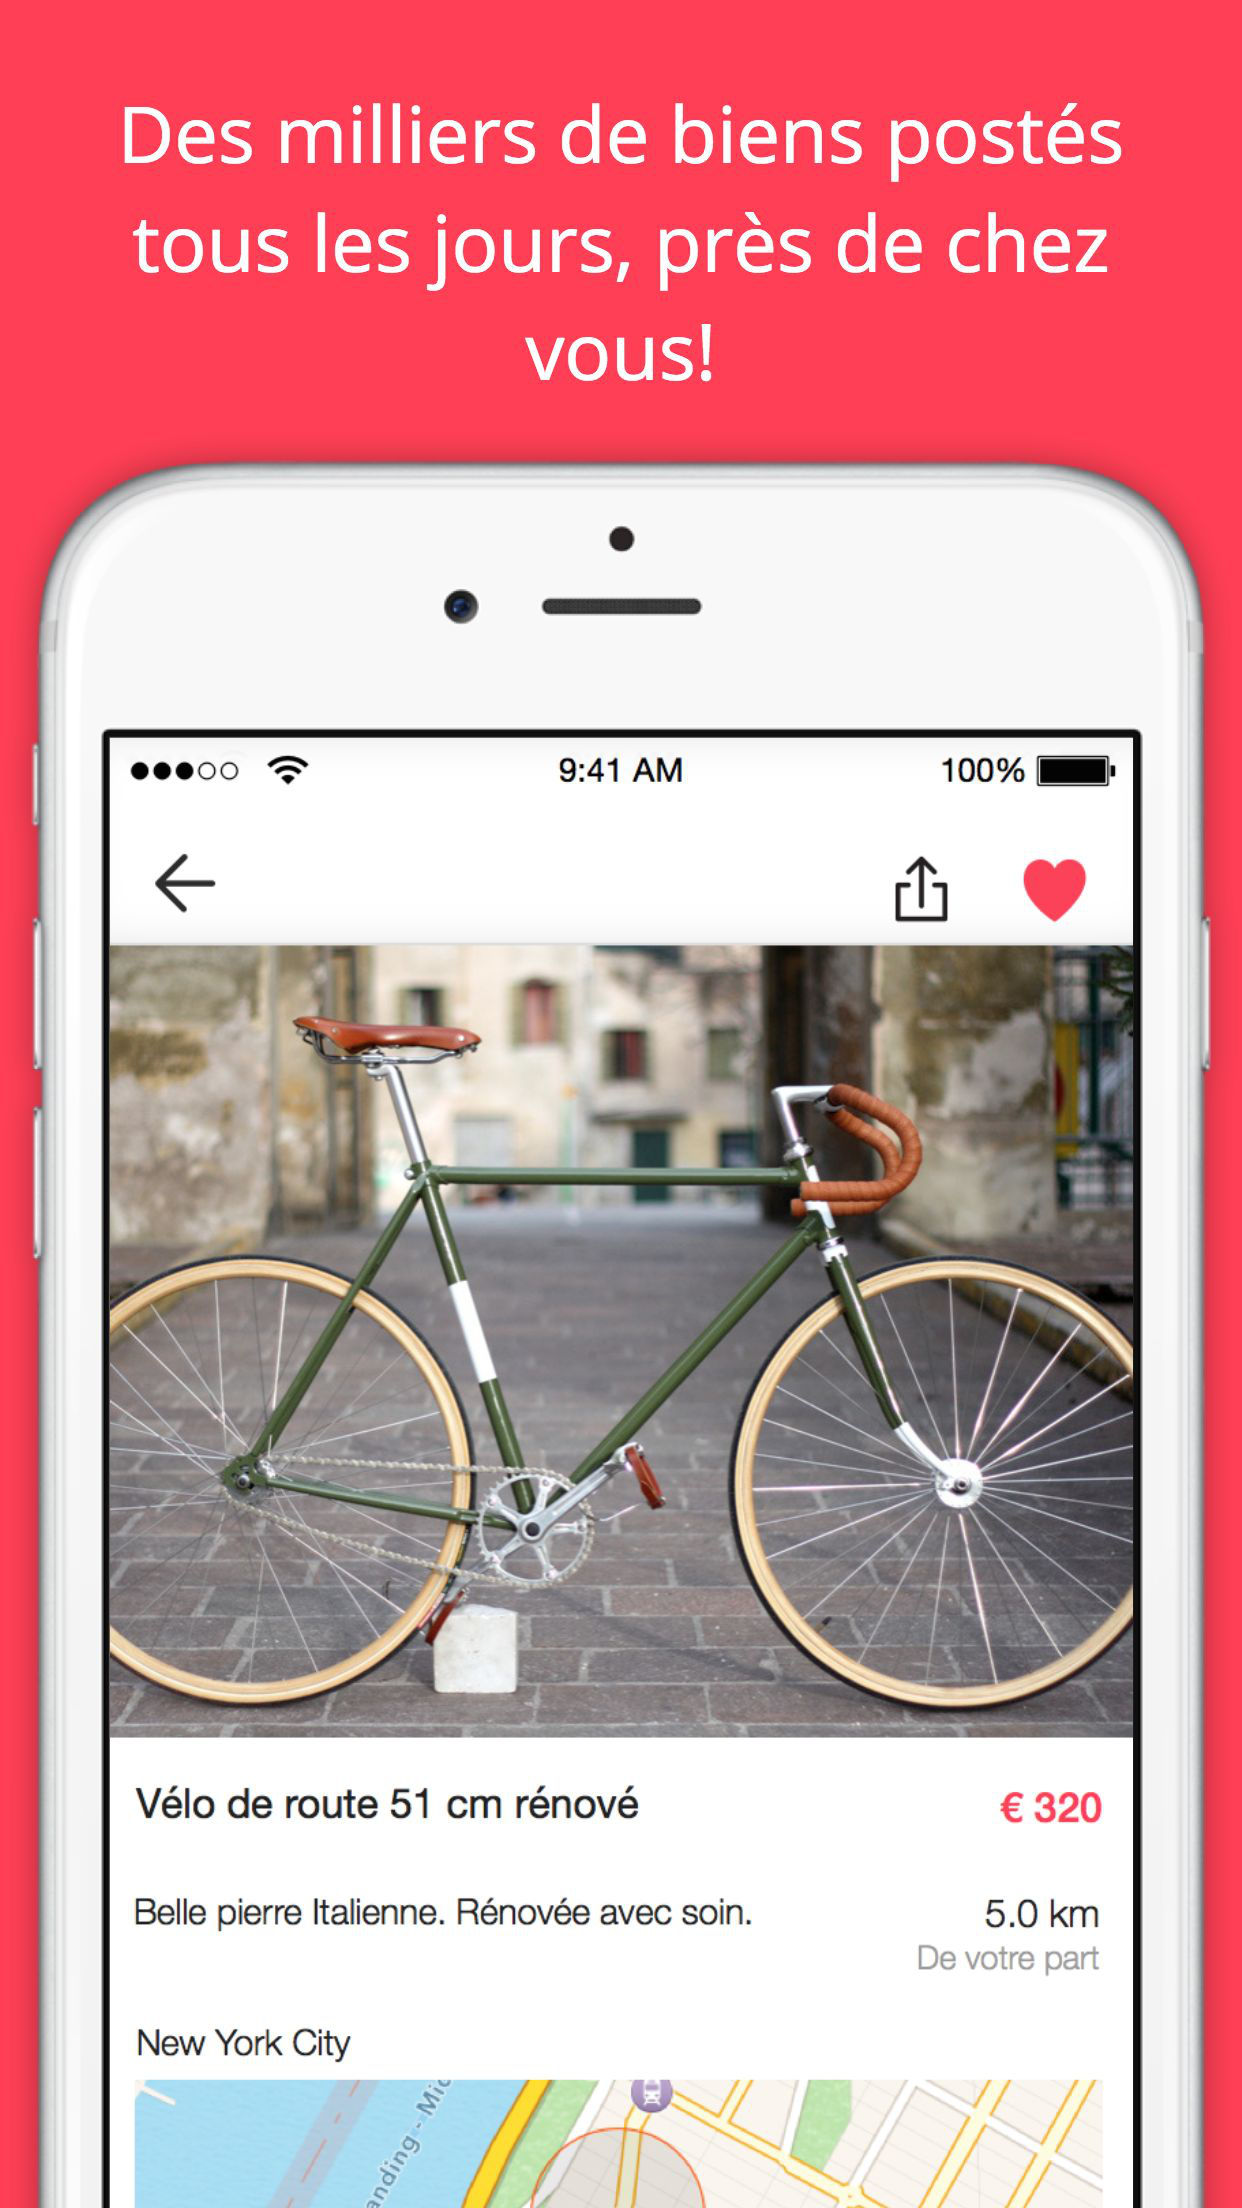 Des milliers de biens postés
tous les jours, près de chez
vous!
9:41 AM
100%
Vélo de route 51 cm rénové
€ 320
Belle pierre Italienne. Rénovée avec soin.
5.0 km
De votre part
New York City
anding - Mic